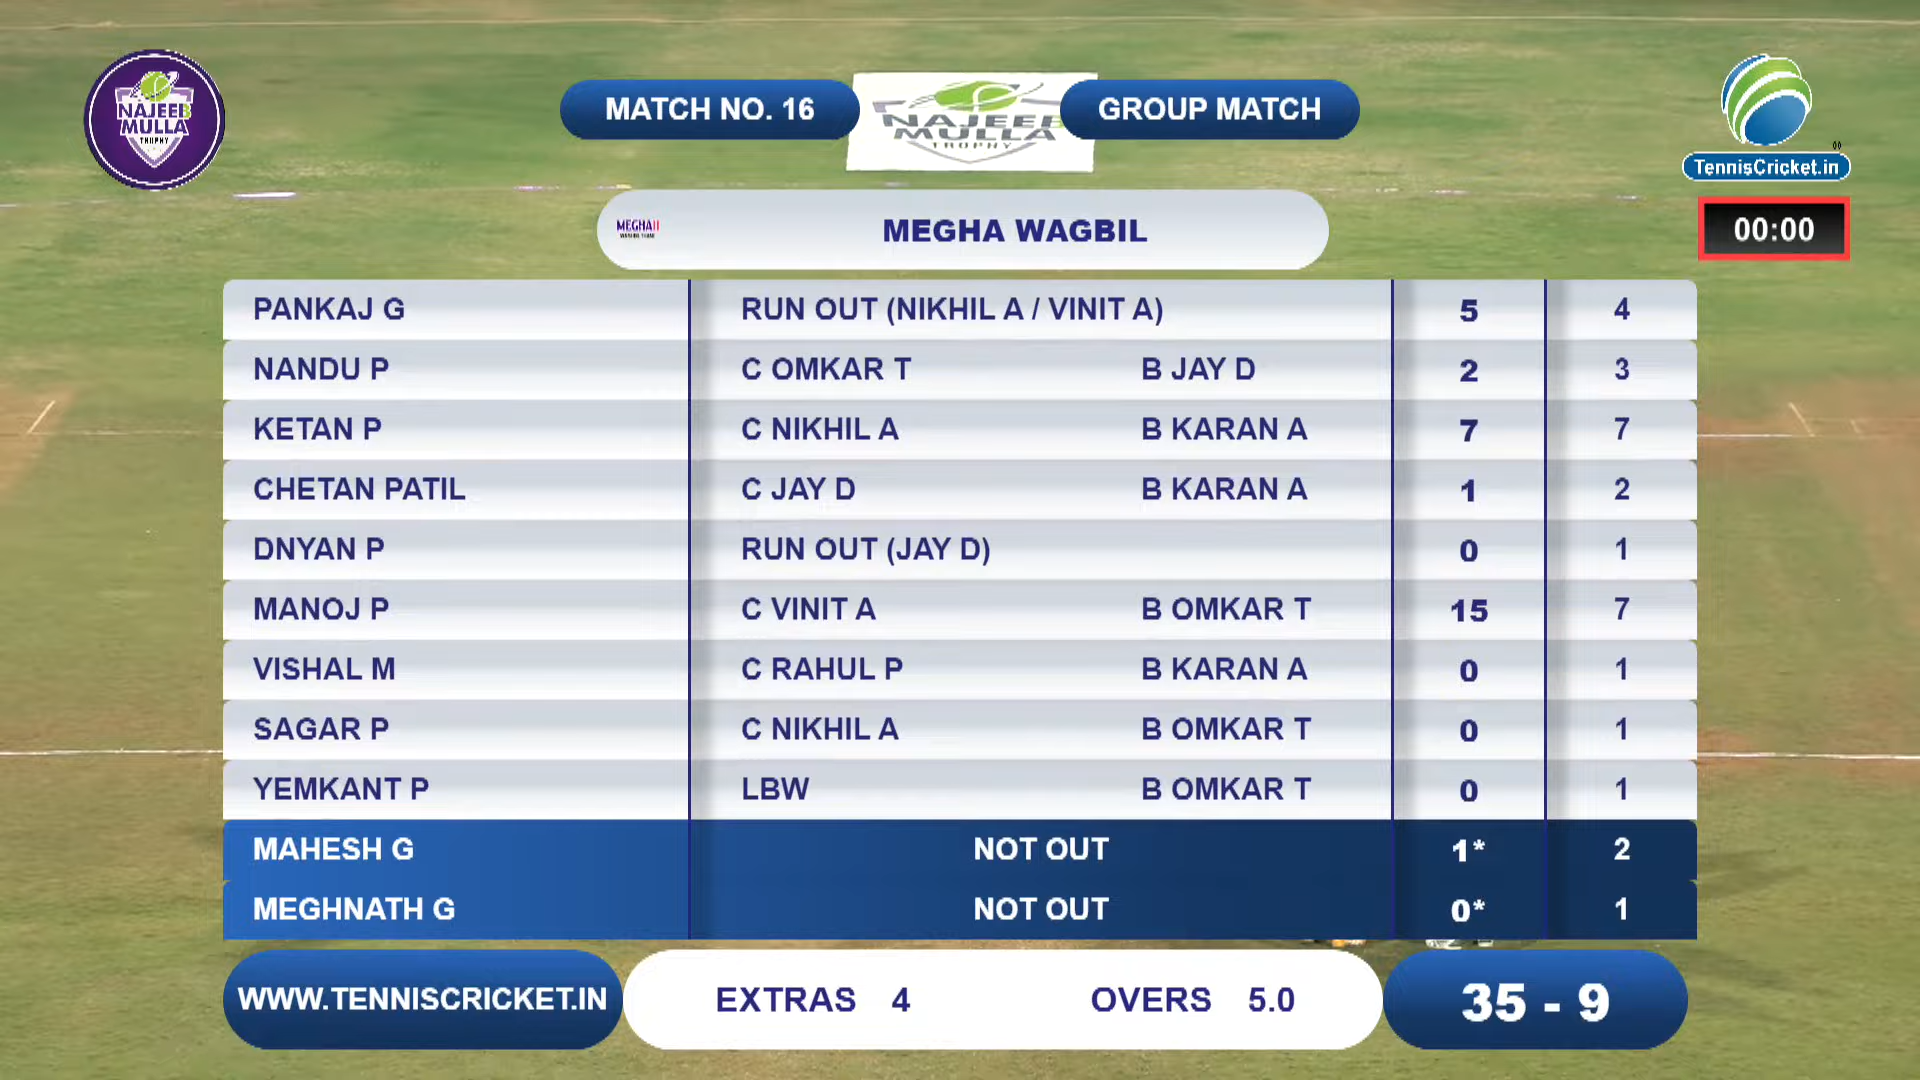 NAJEEB
MULLA
TROPHY
MATCH NO. 16
NAJEEB
MULLA
TROPHY
GROUP MATCH
TennisCricket.in
00:00
MEGHA WAGBIL
PANKAJ G RUN OUT (NIKHIL A / VINIT A) 5 4
NANDU P C OMKAR T B JAY D 2 3
KETAN P C NIKHIL A B KARAN A 7 7
CHETAN PATIL C JAY D B KARAN A 1 2
DNYAN P RUN OUT (JAY D) 0 1
MANOJ P C VINIT A B OMKAR T 15 7
VISHAL M C RAHUL P B KARAN A 0 1
SAGAR P C NIKHIL A B OMKAR T 0 1
YEMKANT P LBW B OMKAR T 0 1
MAHESH G NOT OUT 1* 2
MEGHNATH G NOT OUT 0* 1
WWW.TENNISCRICKET.IN EXTRAS 4 OVERS 5.0 35 - 9